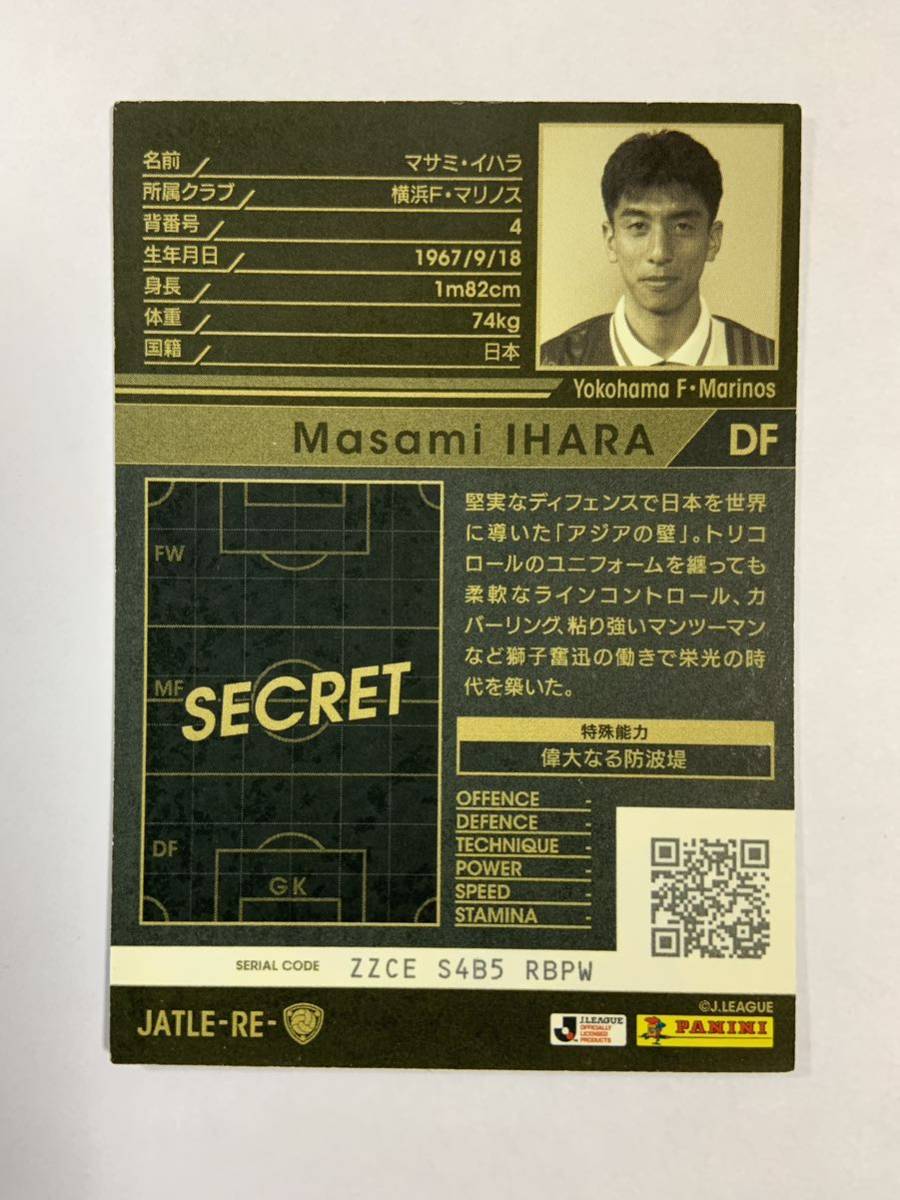 名前 マサミ・イハラ
所属クラブ 横浜F・マリノス
背番号 4
生年月日 1967/9/18
身長 1m82cm
体重 74kg
国籍 日本
Yokohama F・Marinos
Masami IHARA DF
FW
MF
SECRET
DF
GK
堅実なディフェンスで日本を世界
に導いた「アジアの壁」。トリコ
ロールのユニフォームを纏っても
柔軟なラインコントロール、カ
バーリング、粘り強いマンツーマン
など獅子奮迅の働きで栄光の時
代を築いた。
特殊能力
偉大なる防波堤
OFFENCE -
DEFENCE -
TECHNIQUE -
POWER -
SPEED -
STAMINA -
SERIAL CODE ZZCE S4B5 RBPW
JATLE-RE-
©J.LEAGUE
J.LEAGUE
OFFICIALLY
LICENSED
PRODUCTS
PANINI